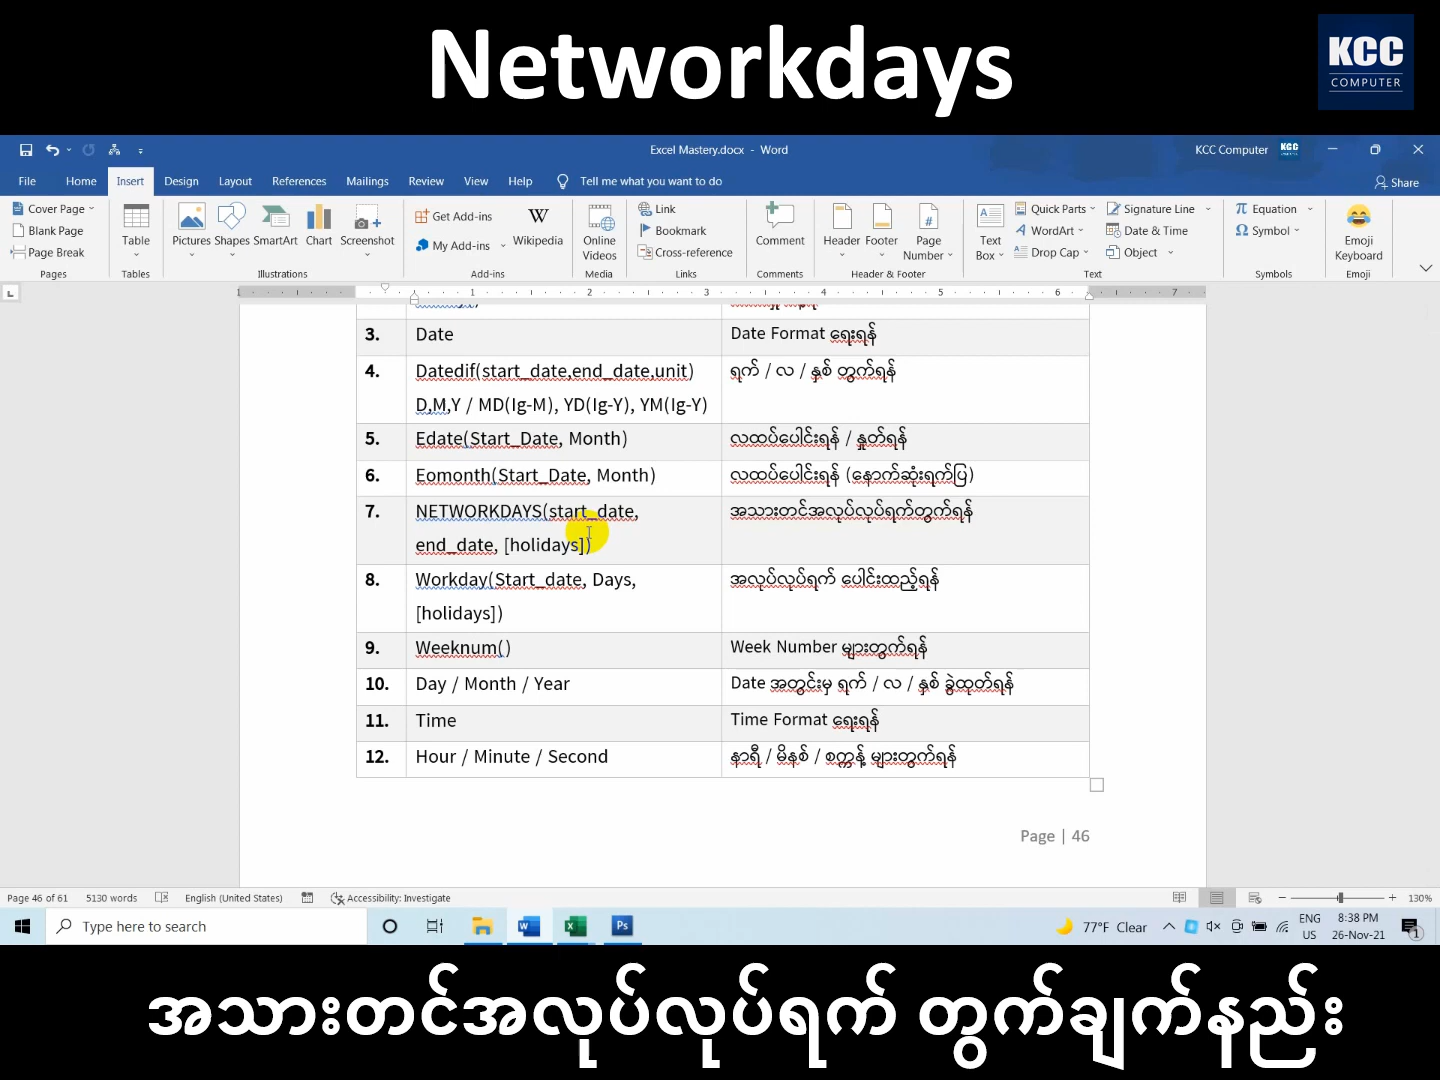 Networkdays
KCC
COMPUTER
Excel Mastery.docx - Word
KCC Computer
KCC
File Home Insert Design Layout References Mailings Review View Help Tell me what you want to do Share
Cover Page
Blank Page
Page Break
Pages
Table
Tables
Pictures Shapes SmartArt Chart Screenshot
Illustrations
Get Add-ins
My Add-ins
Wikipedia
Add-ins
Online
Videos
Media
Link
Bookmark
Cross-reference
Links
Comment
Comments
Header Footer Page
Number
Header & Footer
Text
Box
Quick Parts
WordArt
Drop Cap
Signature Line
Date & Time
Object
Text
Equation
Symbol
Symbols
Emoji
Keyboard
Emoji
1 1 2 3 4 5 6 7
3. Date Date Format ရေးရန်
4. Datedif(start_date,end_date,unit) ရက် / လ / နှစ် တွက်ရန်
D,M,Y / MD(Ig-M), YD(Ig-Y), YM(Ig-Y)
5. Edate(Start_Date, Month) လထပ်ပေါင်းရန် / နှုတ်ရန်
6. Eomonth(Start_Date, Month) လထပ်ပေါင်းရန် (နောက်ဆုံးရက်ပြ)
7. NETWORKDAYS(start_date, အသားတင်အလုပ်လုပ်ရက်တွက်ရန်
end_date, [holidays])
8. Workday(Start_date, Days, အလုပ်လုပ်ရက် ပေါင်းထည့်ရန်
[holidays])
9. Weeknum() Week Number များတွက်ရန်
10. Day / Month / Year Date အတွင်းမှ ရက် / လ / နှစ် ခွဲထုတ်ရန်
11. Time Time Format ရေးရန်
12. Hour / Minute / Second နာရီ / မိနစ် / စက္ကန့် များတွက်ရန်
Page | 46
Page 46 of 61 5130 words English (United States) Accessibility: Investigate 130%
Type here to search
77°F Clear
ENG
US
8:38 PM
26-Nov-21
1
အသားတင်အလုပ်လုပ်ရက် တွက်ချက်နည်း